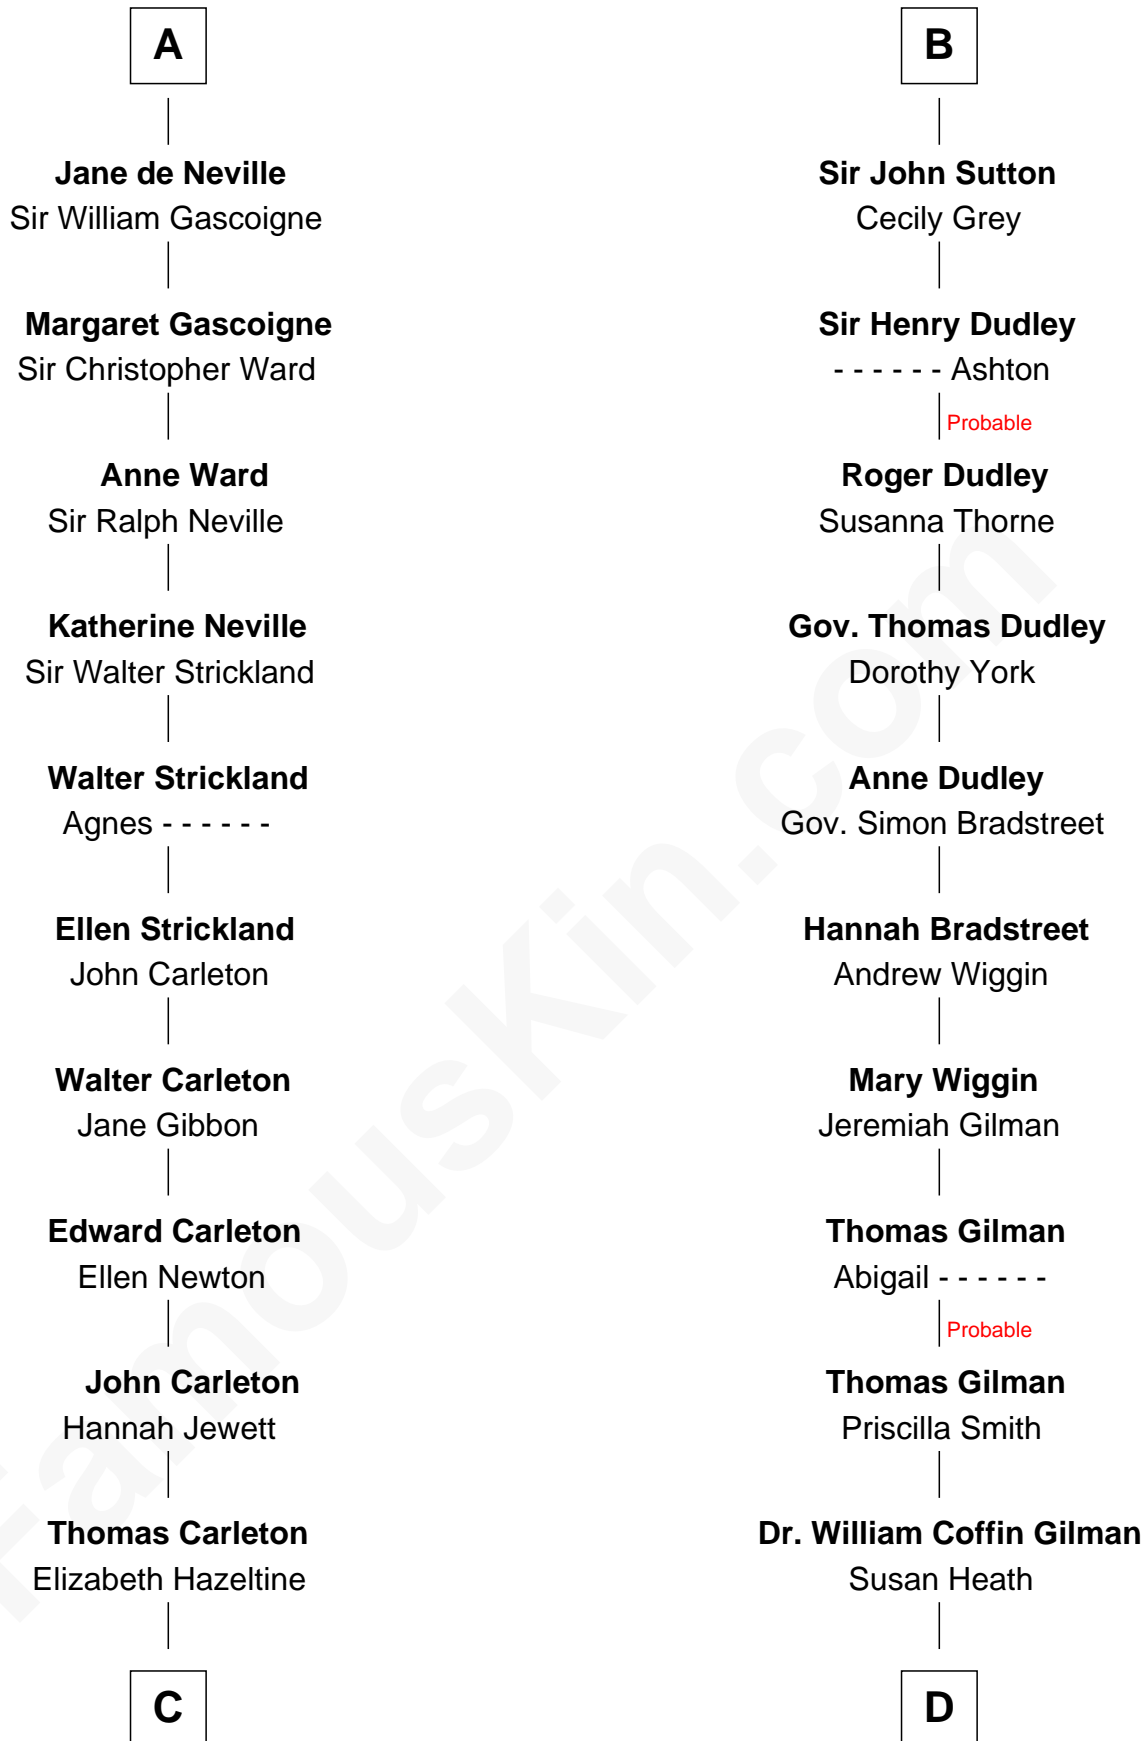 A
Jane de Neville
Sir William Gascoigne
Margaret Gascoigne
Sir Christopher Ward
Anne Ward
Sir Ralph Neville
Katherine Neville
Sir Walter Strickland
Walter Strickland
Agnes - - - - - -
Ellen Strickland
John Carleton
Walter Carleton
Jane Gibbon
Edward Carleton
Ellen Newton
John Carleton
Hannah Jewett
Thomas Carleton
Elizabeth Hazeltine
C
B
Sir John Sutton
Cecily Grey
Sir Henry Dudley
- - - - - - Ashton
Probable
Roger Dudley
Susanna Thorne
Gov. Thomas Dudley
Dorothy York
Anne Dudley
Gov. Simon Bradstreet
Hannah Bradstreet
Andrew Wiggin
Mary Wiggin
Jeremiah Gilman
Thomas Gilman
Abigail - - - - - -
Probable
Thomas Gilman
Priscilla Smith
Dr. William Coffin Gilman
Susan Heath
D
FamousKin.com